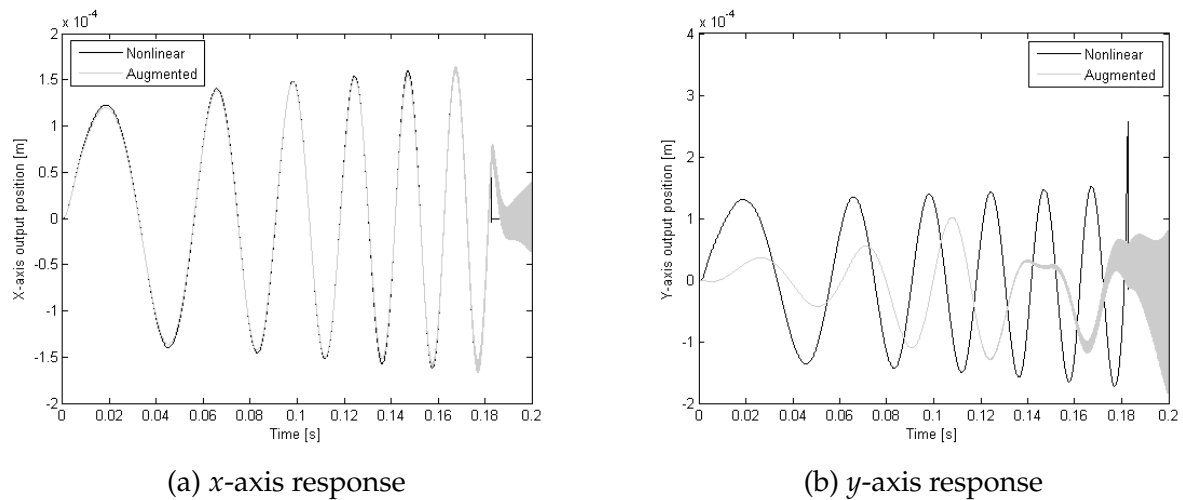 x 10⁻⁴
2
1.5
1
0.5
0
-0.5
-1
-1.5
-2
X-axis output position [m]
Nonlinear
Augmented
0 0.02 0.04 0.06 0.08 0.1 0.12 0.14 0.16 0.18 0.2
Time [s]
(a) x-axis response
x 10⁻⁴
4
3
2
1
0
-1
-2
Y-axis output position [m]
Nonlinear
Augmented
0 0.02 0.04 0.06 0.08 0.1 0.12 0.14 0.16 0.18 0.2
Time [s]
(b) y-axis response